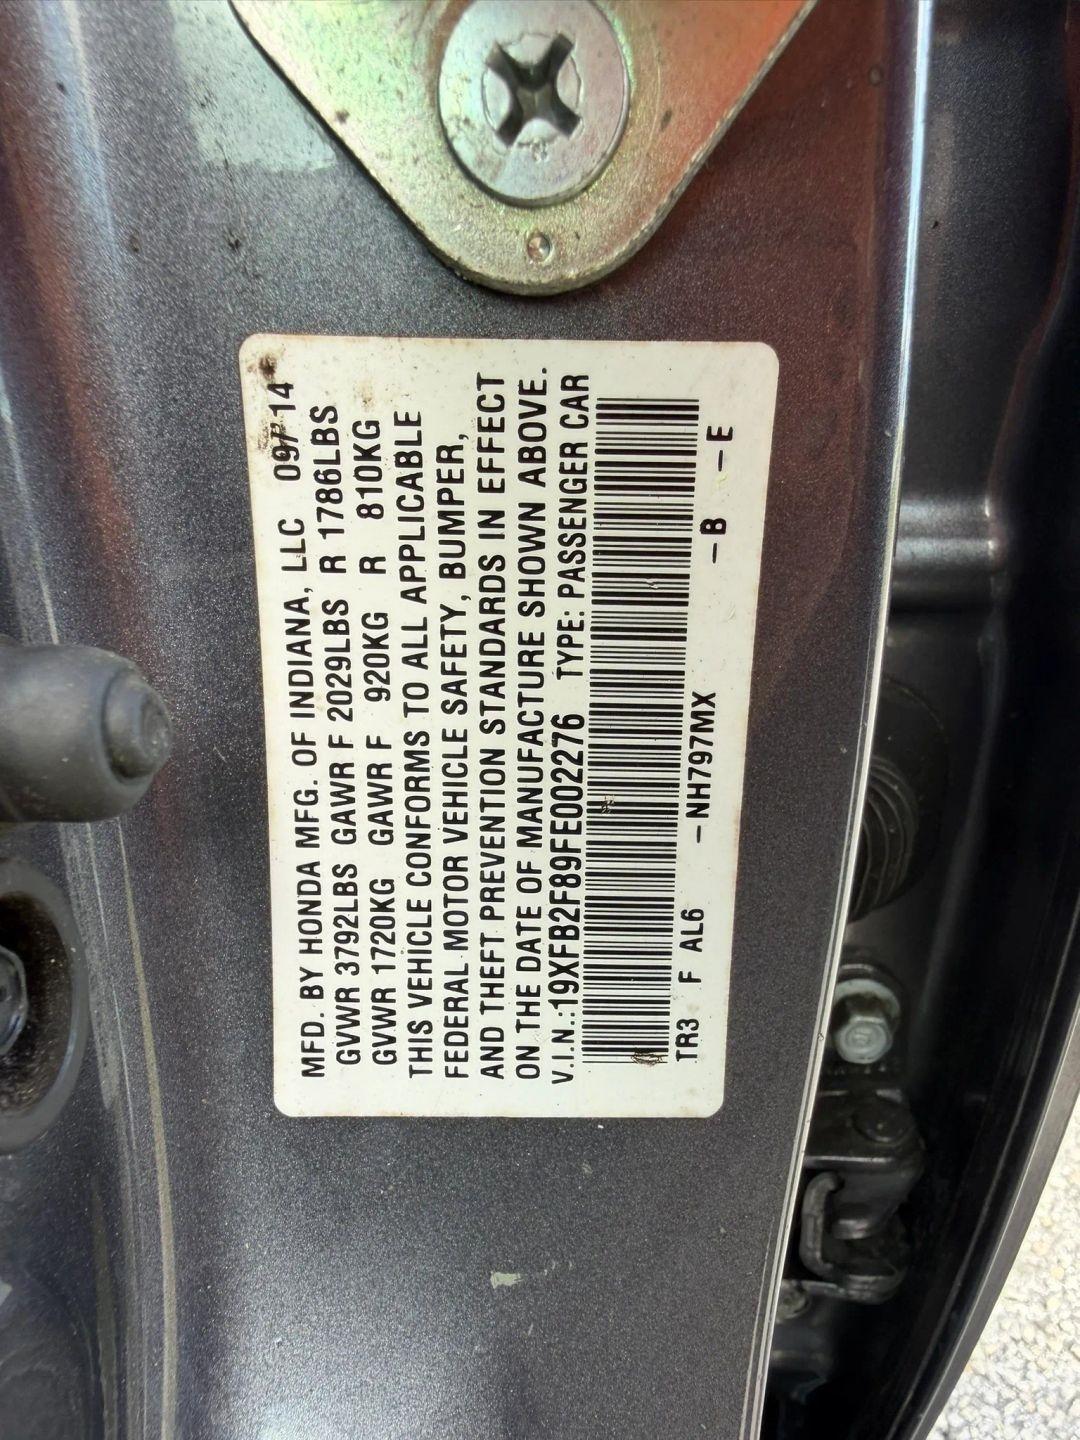 MFD. BY HONDA MFG. OF INDIANA, LLC 09/14
GVWR 3792LBS GAWR F 2029LBS R 1786LBS
GVWR 1720KG GAWR F 920KG R 810KG
THIS VEHICLE CONFORMS TO ALL APPLICABLE
FEDERAL MOTOR VEHICLE SAFETY, BUMPER,
AND THEFT PREVENTION STANDARDS IN EFFECT
ON THE DATE OF MANUFACTURE SHOWN ABOVE.
V.I.N.:19XFB2F89FE002276 TYPE: PASSENGER CAR
TR3 F AL6 -NH797MX -B -E